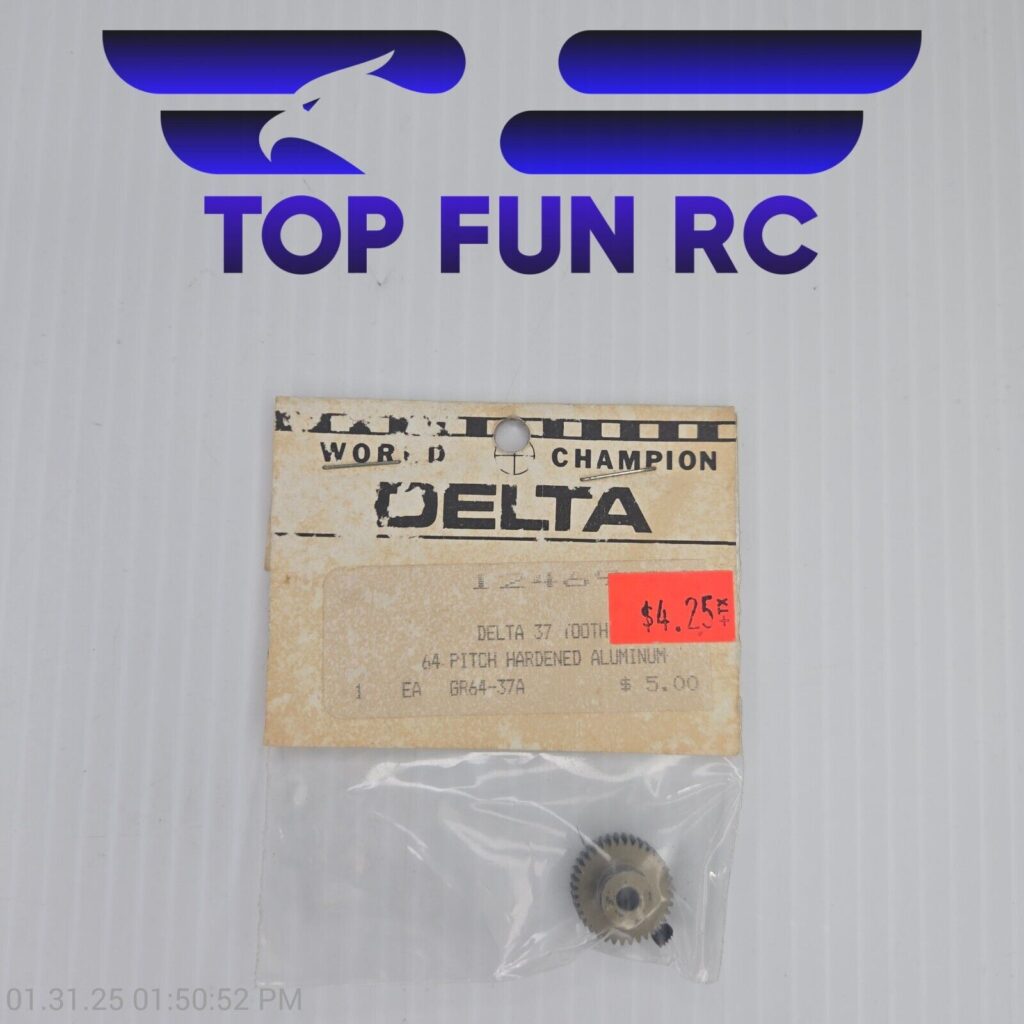 TOP FUN RC
WORLD CHAMPION
DELTA
$4.25 +TX
DELTA 37 TOOTH
64 PITCH HARDENED ALUMINUM
1 EA GR64-37A $ 5.00
01.31.25 01:50:52 PM